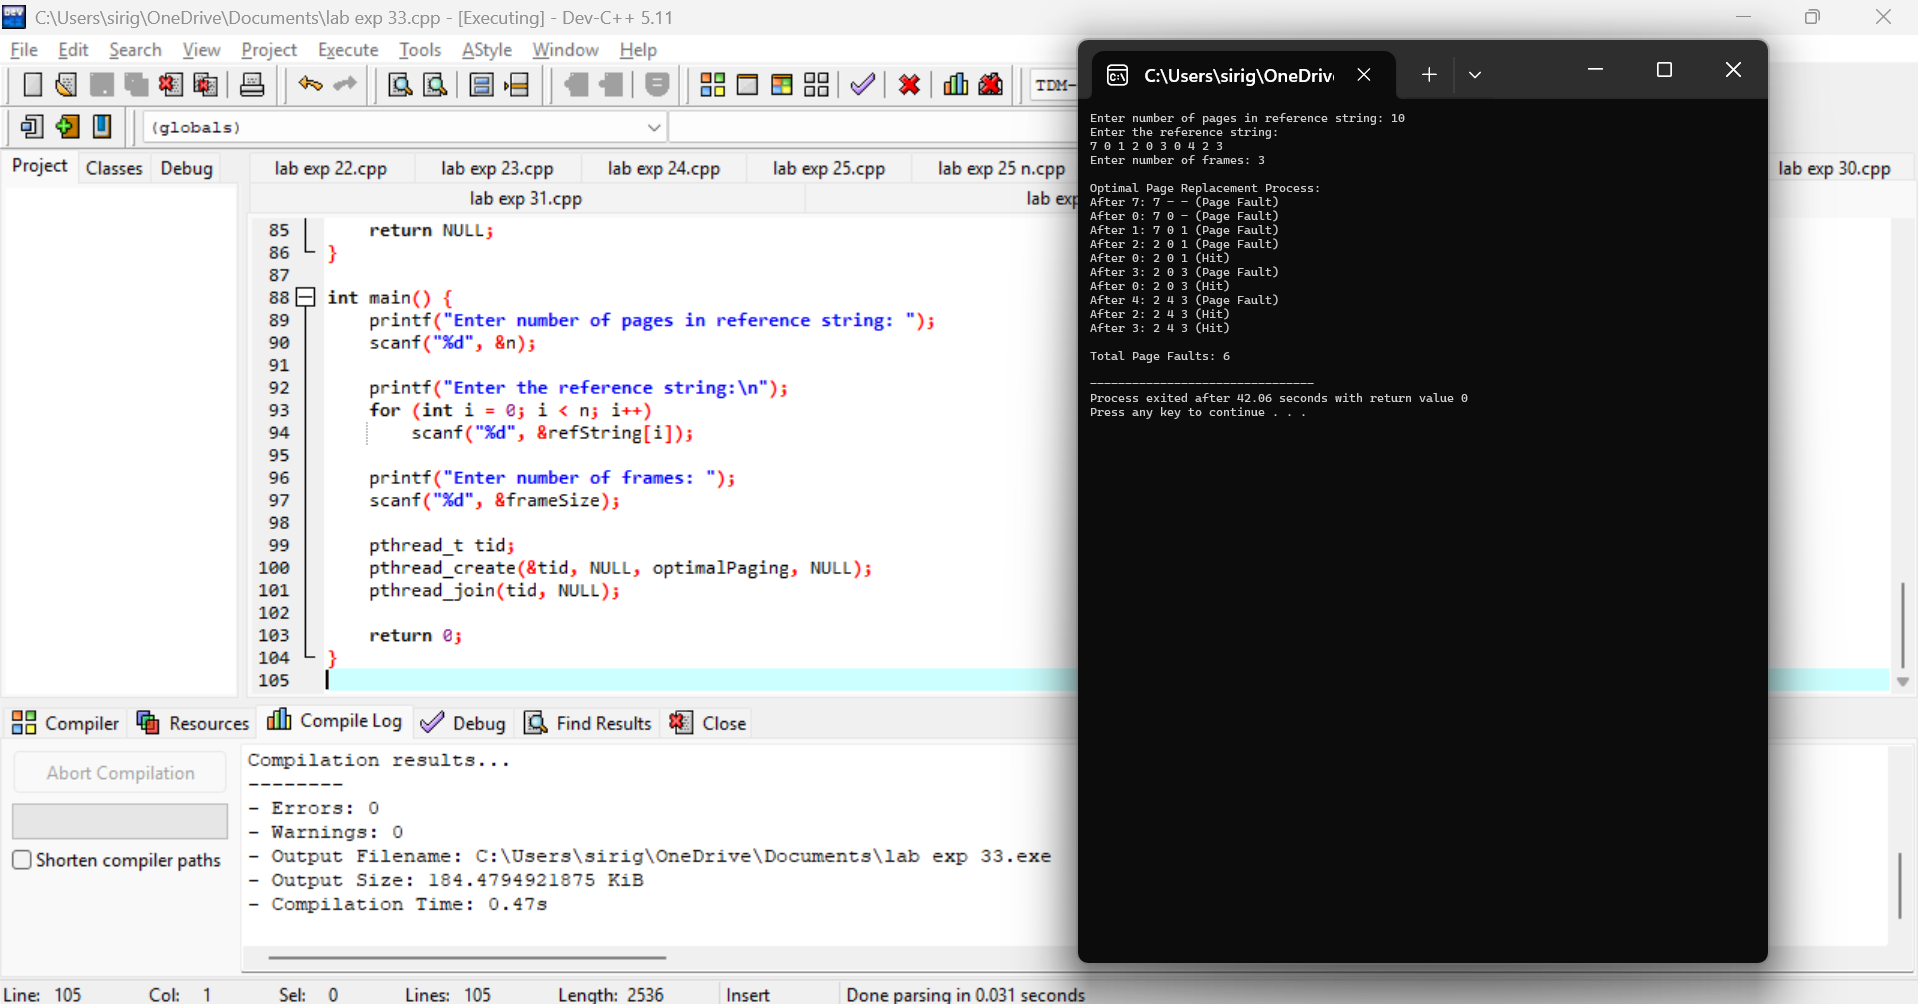 C:\Users\sirig\OneDrive\Documents\lab exp 33.cpp - [Executing] - Dev-C++ 5.11
File Edit Search View Project Execute Tools AStyle Window Help
TDM-
(globals)
Project Classes Debug
lab exp 22.cpp lab exp 23.cpp lab exp 24.cpp lab exp 25.cpp lab exp 25 n.cpp lab exp 30.cpp
lab exp 31.cpp lab exp
85 return NULL;
86 }
87
88 int main() {
89 printf("Enter number of pages in reference string: ");
90 scanf("%d", &n);
91
92 printf("Enter the reference string:\n");
93 for (int i = 0; i < n; i++)
94 scanf("%d", &refString[i]);
95
96 printf("Enter number of frames: ");
97 scanf("%d", &frameSize);
98
99 pthread_t tid;
100 pthread_create(&tid, NULL, optimalPaging, NULL);
101 pthread_join(tid, NULL);
102
103 return 0;
104 }
105
C:\Users\sirig\OneDriv
Enter number of pages in reference string: 10
Enter the reference string:
7 0 1 2 0 3 0 4 2 3
Enter number of frames: 3
Optimal Page Replacement Process:
After 7: 7 - - (Page Fault)
After 0: 7 0 - (Page Fault)
After 1: 7 0 1 (Page Fault)
After 2: 2 0 1 (Page Fault)
After 0: 2 0 1 (Hit)
After 3: 2 0 3 (Page Fault)
After 0: 2 0 3 (Hit)
After 4: 2 4 3 (Page Fault)
After 2: 2 4 3 (Hit)
After 3: 2 4 3 (Hit)
Total Page Faults: 6
--------------------------------
Process exited after 42.06 seconds with return value 0
Press any key to continue . . .
Compiler Resources Compile Log Debug Find Results Close
Abort Compilation
Shorten compiler paths
Compilation results...
--------
- Errors: 0
- Warnings: 0
- Output Filename: C:\Users\sirig\OneDrive\Documents\lab exp 33.exe
- Output Size: 184.4794921875 KiB
- Compilation Time: 0.47s
Line: 105 Col: 1 Sel: 0 Lines: 105 Length: 2536 Insert Done parsing in 0.031 seconds